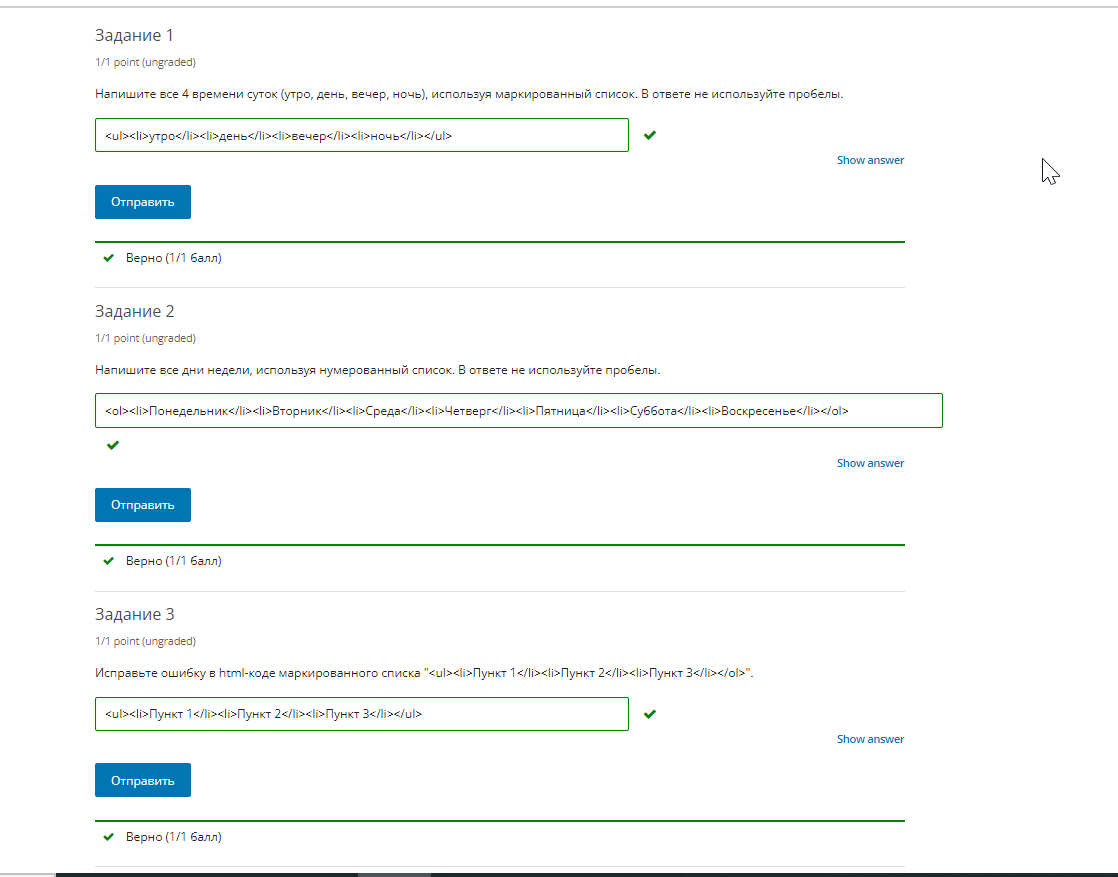 Задание 1
1/1 point (ungraded)
Напишите все 4 времени суток (утро, день, вечер, ночь), используя маркированный список. В ответе не используйте пробелы.
<ul><li>утро</li><li>день</li><li>вечер</li><li>ночь</li></ul>
Show answer
Отправить
Верно (1/1 балл)
Задание 2
1/1 point (ungraded)
Напишите все дни недели, используя нумерованный список. В ответе не используйте пробелы.
<ol><li>Понедельник</li><li>Вторник</li><li>Среда</li><li>Четверг</li><li>Пятница</li><li>Суббота</li><li>Воскресенье</li></ol>
Show answer
Отправить
Верно (1/1 балл)
Задание 3
1/1 point (ungraded)
Исправьте ошибку в html-коде маркированного списка "<ul><li>Пункт 1</li><li>Пункт 2</li><li>Пункт 3</li></ol>".
<ul><li>Пункт 1</li><li>Пункт 2</li><li>Пункт 3</li></ul>
Show answer
Отправить
Верно (1/1 балл)